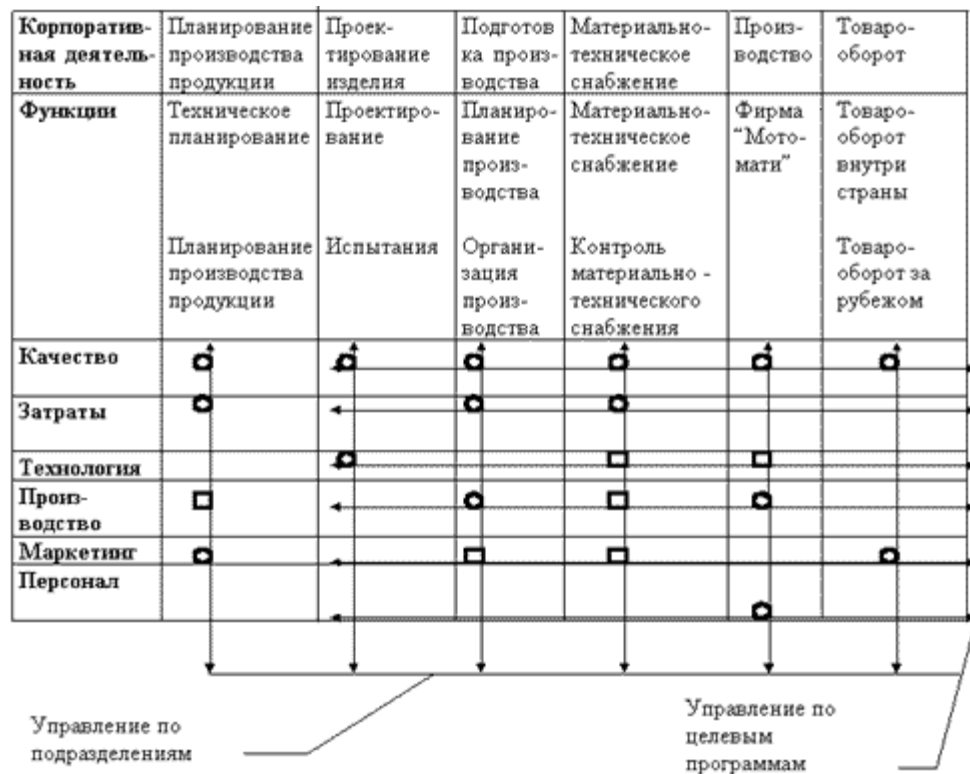 Корпоратив-
ная деятель-
ность
Планирование
производства
продукции
Проек-
тирование
изделия
Подготов
ка произ-
водства
Материально-
техническое
снабжение
Произ-
водство
Товаро-
оборот
Функции
Техническое
планирование
Планирование
производства
продукции
Проектиро-
вание
Испытания
Планиро-
вание
произ-
водства
Органи-
зация
произ-
водства
Материально-
техническое
снабжение
Контроль
материально -
технического
снабжения
Фирма
“Мото-
мати”
Товаро-
оборот
внутри
страны
Товаро-
оборот за
рубежом
Качество
Затраты
Технология
Произ-
водство
Маркетинг
Персонал
Управление по
подразделениям
Управление по
целевым
программам